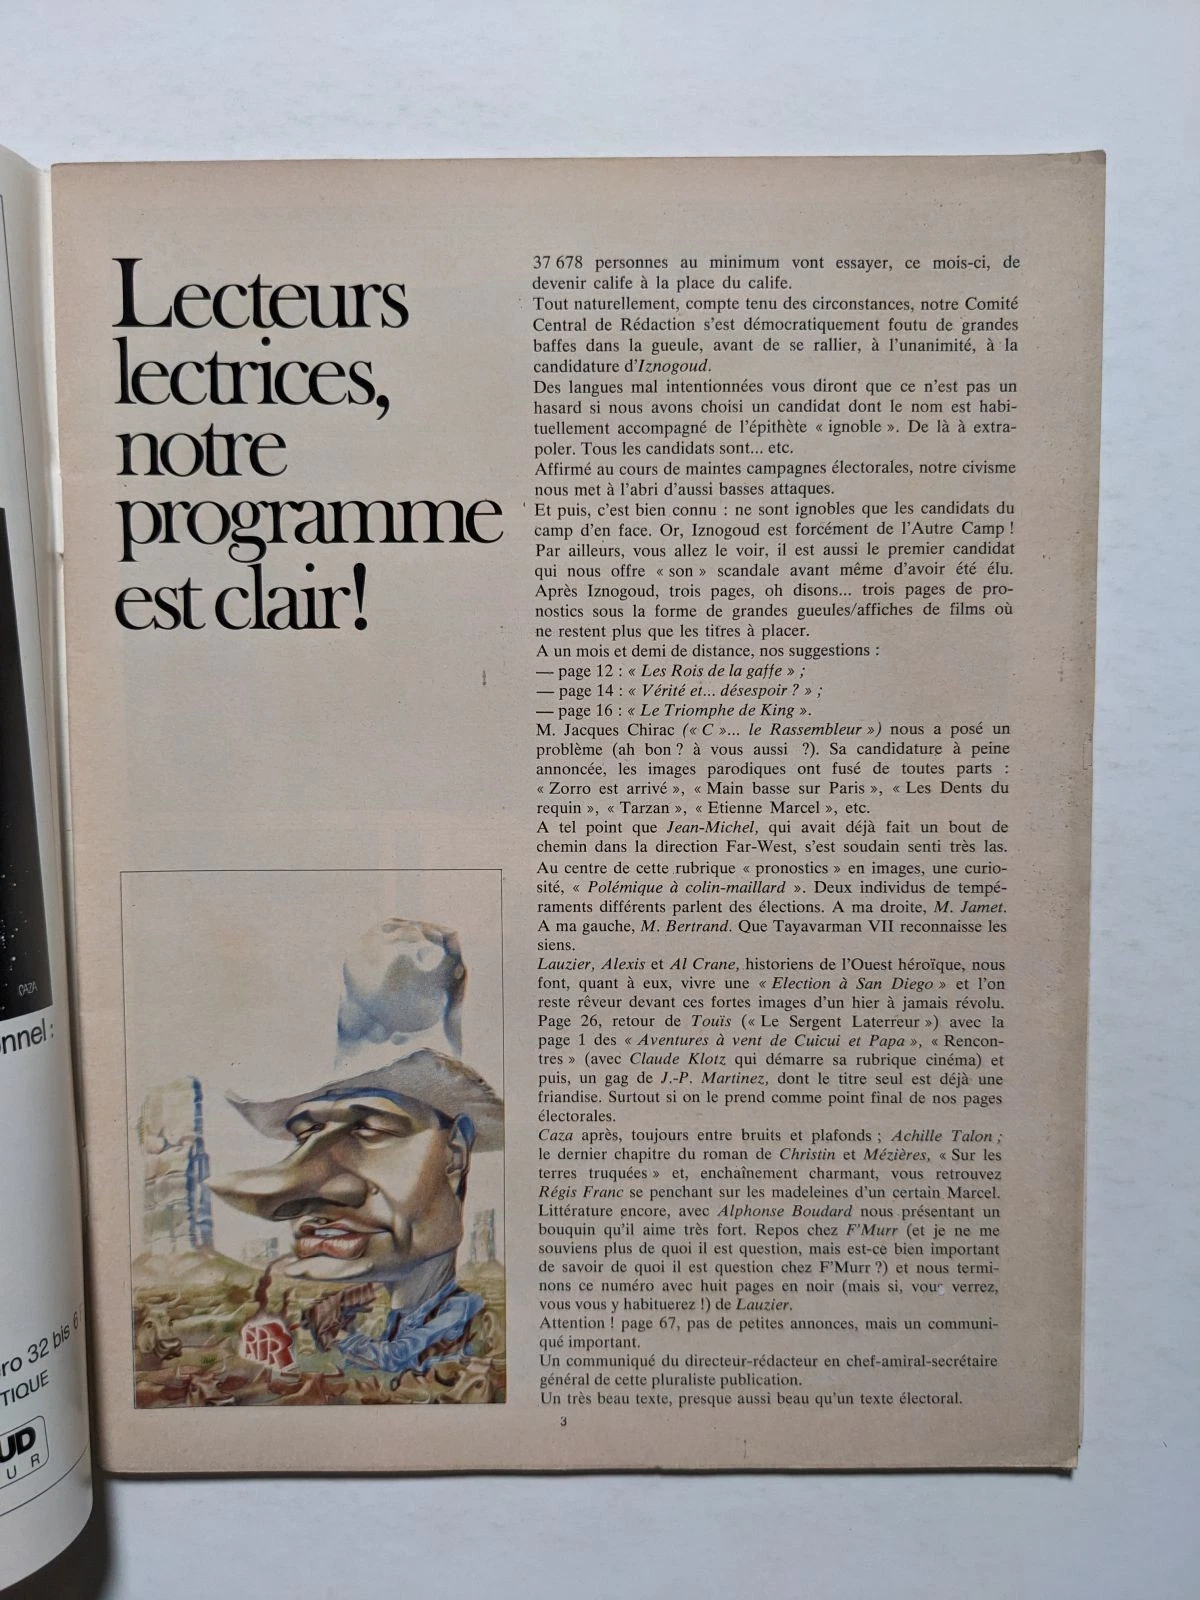 Lecteurs
lectrices,
notre
programme
est clair!
37 678 personnes au minimum vont essayer, ce mois-ci, de
devenir calife à la place du calife.
Tout naturellement, compte tenu des circonstances, notre Comité
Central de Rédaction s'est démocratiquement foutu de grandes
baffes dans la gueule, avant de se rallier, à l'unanimité, à la
candidature d'Iznogoud.
Des langues mal intentionnées vous diront que ce n'est pas un
hasard si nous avons choisi un candidat dont le nom est habi-
tuellement accompagné de l'épithète « ignoble ». De là à extra-
poler. Tous les candidats sont... etc.
Affirmé au cours de maintes campagnes électorales, notre civisme
nous met à l'abri d'aussi basses attaques.
Et puis, c'est bien connu : ne sont ignobles que les candidats du
camp d'en face. Or, Iznogoud est forcément de l'Autre Camp !
Par ailleurs, vous allez le voir, il est aussi le premier candidat
qui nous offre « son » scandale avant même d'avoir été élu.
Après Iznogoud, trois pages, oh disons... trois pages de pro-
nostics sous la forme de grandes gueules/affiches de films où
ne restent plus que les titres à placer.
A un mois et demi de distance, nos suggestions :
— page 12 : « Les Rois de la gaffe » ;
— page 14 : « Vérité et... désespoir ? » ;
— page 16 : « Le Triomphe de King ».
M. Jacques Chirac (« C »... le Rassembleur ») nous a posé un
problème (ah bon ? à vous aussi ?). Sa candidature à peine
annoncée, les images parodiques ont fusé de toutes parts :
« Zorro est arrivé », « Main basse sur Paris », « Les Dents du
requin », « Tarzan », « Etienne Marcel », etc.
A tel point que Jean-Michel, qui avait déjà fait un bout de
chemin dans la direction Far-West, s'est soudain senti très las.
Au centre de cette rubrique « pronostics » en images, une curio-
sité, « Polémique à colin-maillard ». Deux individus de tempé-
raments différents parlent des élections. A ma droite, M. Jamet.
A ma gauche, M. Bertrand. Que Tayavarman VII reconnaisse les
siens.
Lauzier, Alexis et Al Crane, historiens de l'Ouest héroïque, nous
font, quant à eux, vivre une « Election à San Diego » et l'on
reste rêveur devant ces fortes images d'un hier à jamais révolu.
Page 26, retour de Touïs (« Le Sergent Laterreur ») avec la
page 1 des « Aventures à vent de Cuicui et Papa », « Rencon-
tres » (avec Claude Klotz qui démarre sa rubrique cinéma) et
puis, un gag de J.-P. Martinez, dont le titre seul est déjà une
friandise. Surtout si on le prend comme point final de nos pages
électorales.
Caza après, toujours entre bruits et plafonds ; Achille Talon ;
le dernier chapitre du roman de Christin et Mézières, « Sur les
terres truquées » et, enchaînement charmant, vous retrouvez
Régis Franc se penchant sur les madeleines d'un certain Marcel.
Littérature encore, avec Alphonse Boudard nous présentant un
bouquin qu'il aime très fort. Repos chez F'Murr (et je ne me
souviens plus de quoi il est question, mais est-ce bien important
de savoir de quoi il est question chez F'Murr ?) et nous termi-
nons ce numéro avec huit pages en noir (mais si, vous verrez,
vous vous y habituerez !) de Lauzier.
Attention ! page 67, pas de petites annonces, mais un communi-
qué important.
Un communiqué du directeur-rédacteur en chef-amiral-secrétaire
général de cette pluraliste publication.
Un très beau texte, presque aussi beau qu'un texte électoral.
3
RPR
CAZA
onnel :
ro 32 bis
TIQUE
UD
U R